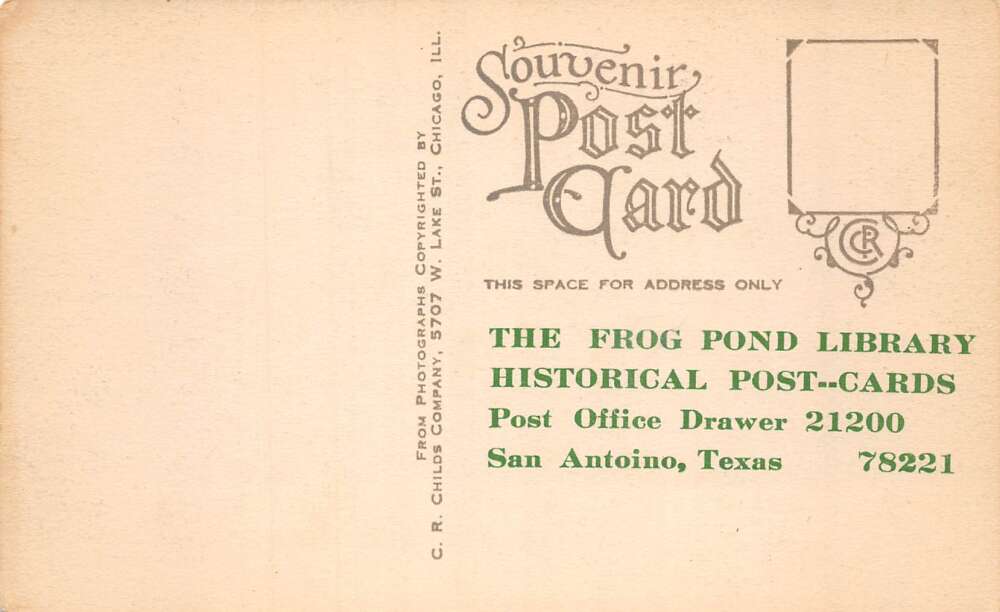 FROM PHOTOGRAPHS COPYRIGHTED BY
C. R. CHILDS COMPANY, 5707 W. LAKE ST., CHICAGO, ILL.
Souvenir
Post
Card
CRC
THIS SPACE FOR ADDRESS ONLY
THE FROG POND LIBRARY
HISTORICAL POST--CARDS
Post Office Drawer 21200
San Antoino, Texas 78221